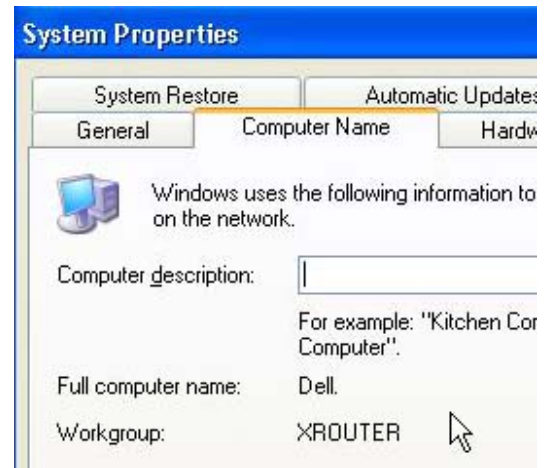 System Properties
System Restore Automatic Updates
General Computer Name
Windows uses the following information to
on the network.
Computer description:
For example: "Kitchen
Computer".
Full computer name: Dell.
Workgroup: XROUTER